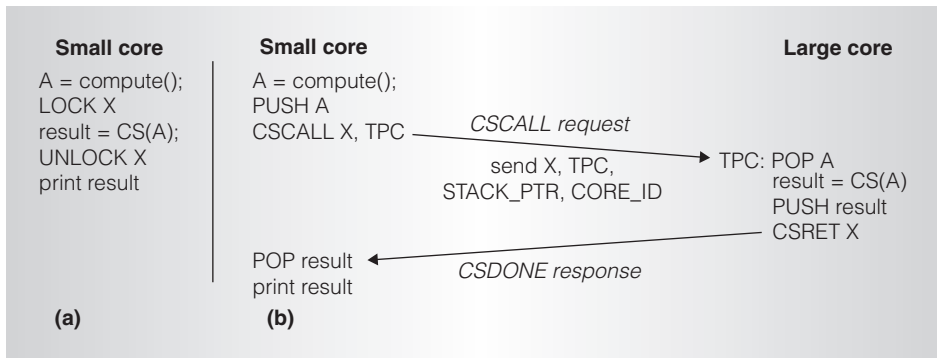 Small core
A = compute();
LOCK X
result = CS(A);
UNLOCK X
print result
(a)
Small core
A = compute();
PUSH A
CSCALL X, TPC
CSCALL request
send X, TPC,
STACK_PTR, CORE_ID
Large core
TPC: POP A
result = CS(A)
PUSH result
CSRET X
CSDONE response
POP result
print result
(b)